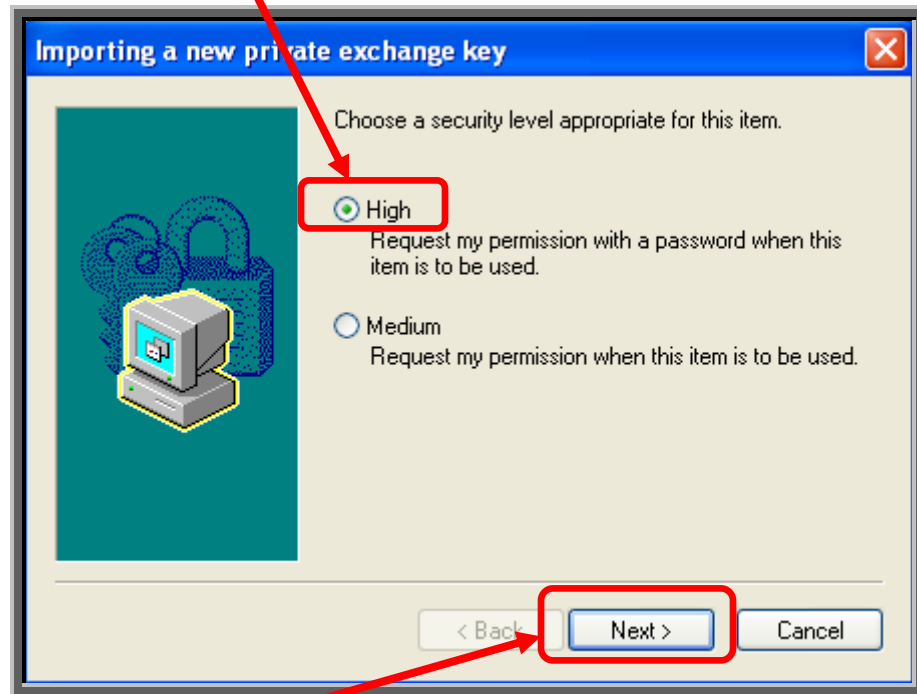 Importing a new private exchange key
Choose a security level appropriate for this item.
High
Request my permission with a password when this
item is to be used.
Medium
Request my permission when this item is to be used.
< Back
Next >
Cancel